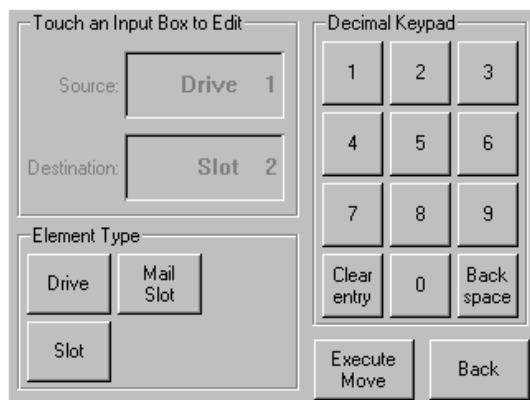 Touch an Input Box to Edit
Source: Drive 1
Destination: Slot 2
Element Type
Drive
Mail
Slot
Slot
Decimal Keypad
1 2 3
4 5 6
7 8 9
Clear
entry
0
Back
space
Execute
Move
Back